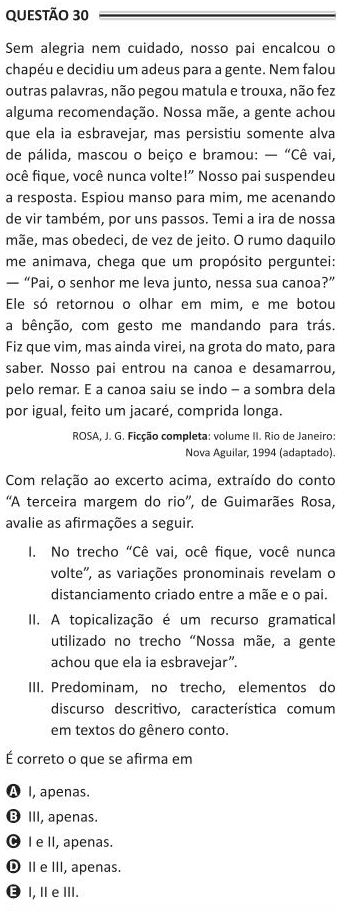 QUESTÃO 30
Sem alegria nem cuidado, nosso pai encalcou o
chapéu e decidiu um adeus para a gente. Nem falou
outras palavras, não pegou matula e trouxa, não fez
alguma recomendação. Nossa mãe, a gente achou
que ela ia esbravejar, mas persistiu somente alva
de pálida, mascou o beiço e bramou: — “Cê vai,
ocê fique, você nunca volte!” Nosso pai suspendeu
a resposta. Espiou manso para mim, me acenando
de vir também, por uns passos. Temi a ira de nossa
mãe, mas obedeci, de vez de jeito. O rumo daquilo
me animava, chega que um propósito perguntei:
— “Pai, o senhor me leva junto, nessa sua canoa?”
Ele só retornou o olhar em mim, e me botou
a bênção, com gesto me mandando para trás.
Fiz que vim, mas ainda virei, na grota do mato, para
saber. Nosso pai entrou na canoa e desamarrou,
pelo remar. E a canoa saiu se indo – a sombra dela
por igual, feito um jacaré, comprida longa.
ROSA, J. G. Ficção completa: volume II. Rio de Janeiro:
Nova Aguilar, 1994 (adaptado).
Com relação ao excerto acima, extraído do conto
“A terceira margem do rio”, de Guimarães Rosa,
avalie as afirmações a seguir.
I. No trecho “Cê vai, ocê fique, você nunca
volte”, as variações pronominais revelam o
distanciamento criado entre a mãe e o pai.
II. A topicalização é um recurso gramatical
utilizado no trecho “Nossa mãe, a gente
achou que ela ia esbravejar”.
III. Predominam, no trecho, elementos do
discurso descritivo, característica comum
em textos do gênero conto.
É correto o que se afirma em
A I, apenas.
B III, apenas.
C I e II, apenas.
D II e III, apenas.
E I, II e III.